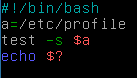 #!/bin/bash
a=/etc/profile
test -s $a
echo $?